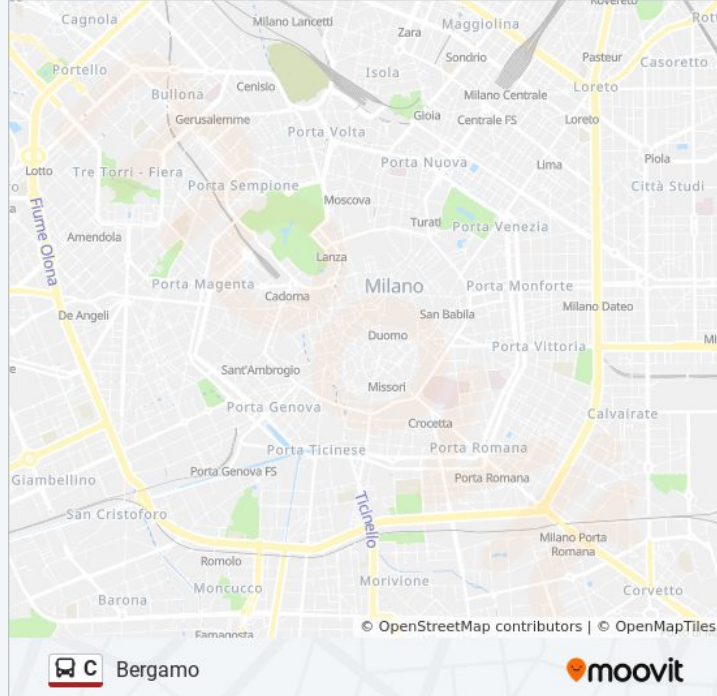 Cagnola
Milano Lancetti
Zara
Maggiolina
Rovereto
Portello
Sondrio
Pasteur
Casoretto
Isola
Bullona
Cenisio
Milano Centrale
Loreto
Gerusalemme
Gioia
Centrale FS
Loreto
Porta Volta
Lotto
Tre Torri - Fiera
Porta Nuova
Lima
Piola
Porta Sempione
Città Studi
Moscova
Turati
Porta Venezia
Fiume Olona
Amendola
Lanza
Porta Magenta
Milano
Porta Monforte
Cadorna
Milano Dateo
De Angeli
San Babila
Duomo
Porta Vittoria
Sant'Ambrogio
Missori
Porta Genova
Crocetta
Calvairate
Porta Ticinese
Porta Romana
Giambellino
Porta Genova FS
Porta Romana
San Cristoforo
Ticinello
Milano Porta
Romana
Romolo
Moncucco
Morivione
Corvetto
Barona
Famagosta
© OpenStreetMap contributors | © OpenMapTiles
C Bergamo
moovit